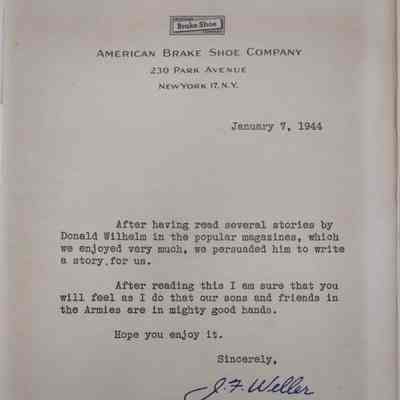 Brake Shoe
AMERICAN BRAKE SHOE COMPANY
230 PARK AVENUE
NEW YORK 17, N.Y.
January 7, 1944
After having read several stories by
Donald Wilhelm in the popular magazines, which
we enjoyed very much, we persuaded him to write
a story for us.
After reading this I am sure that you
will feel as I do that our sons and friends in
the Armies are in mighty good hands.
Hope you enjoy it.
Sincerely,
J. F. Weller